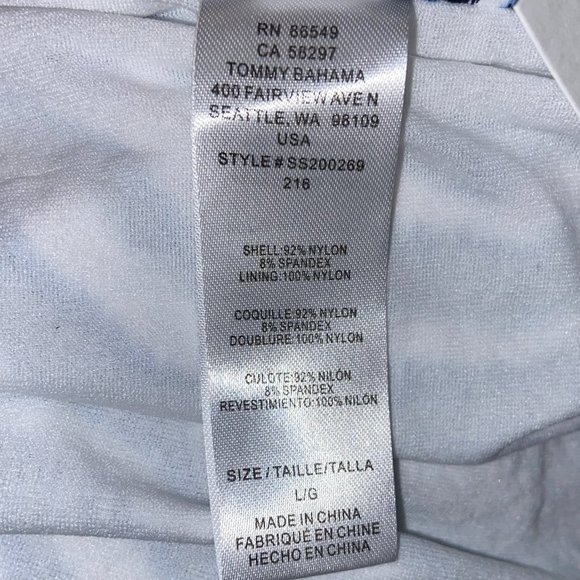 RN 86549
CA 58297
TOMMY BAHAMA
400 FAIRVIEW AVE N
SEATTLE, WA 98109
USA
STYLE # SS200269
216
SHELL:92% NYLON
8% SPANDEX
LINING:100% NYLON
COQUILLE:92% NYLON
8% SPANDEX
DOUBLURE:100% NYLON
CULOTE:92% NILÓN
8% SPANDEX
REVESTIMIENTO:100% NILÓN
SIZE / TAILLE/TALLA
L/G
MADE IN CHINA
FABRIQUÉ EN CHINE
HECHO EN CHINA